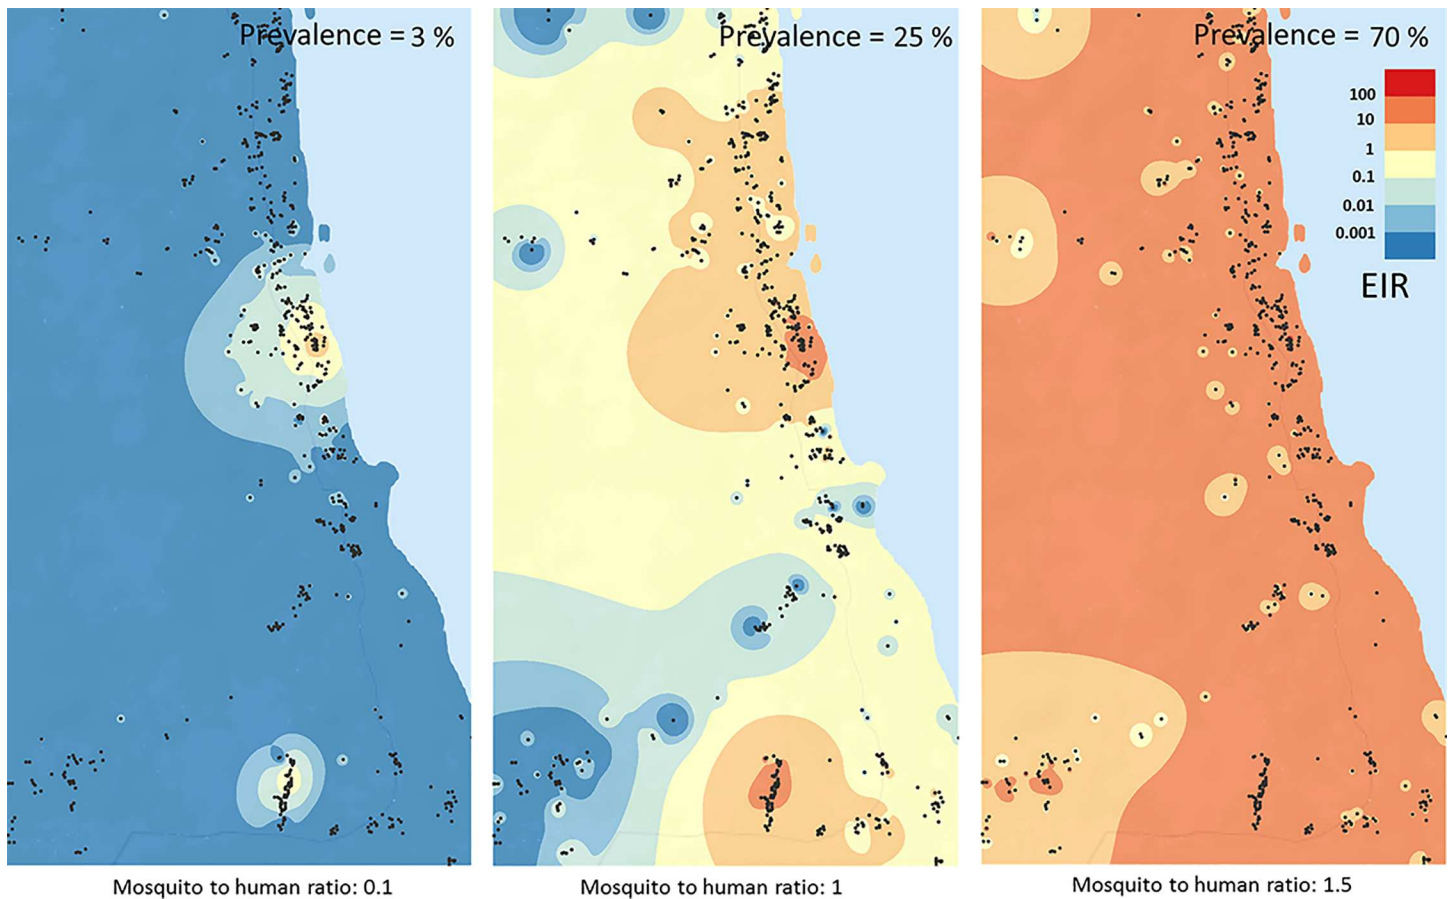 Prevalence = 3 %
Prevalence = 25 %
Prevalence = 70 %
100
10
1
0.1
0.01
0.001
EIR
Mosquito to human ratio: 0.1
Mosquito to human ratio: 1
Mosquito to human ratio: 1.5